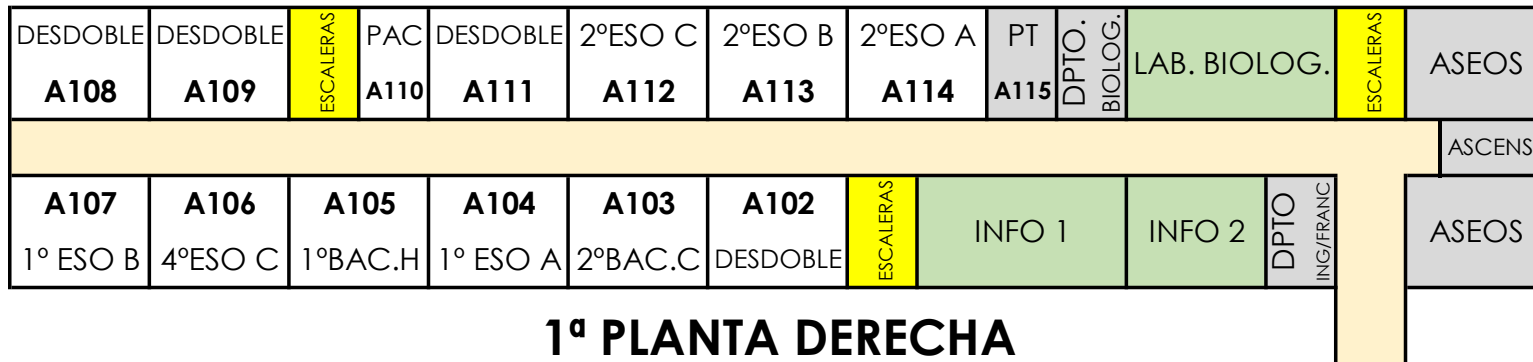 DESDOBLE DESDOBLE ESCALERAS PAC DESDOBLE 2ºESO C 2ºESO B 2ºESO A PT DPTO. BIOLOG. LAB. BIOLOG. ESCALERAS ASEOS
A108 A109 A110 A111 A112 A113 A114 A115
ASCENS
A107 A106 A105 A104 A103 A102 ESCALERAS INFO 1 INFO 2 DPTO ING/FRANC ASEOS
1º ESO B 4ºESO C 1ºBAC.H 1º ESO A 2ºBAC.C DESDOBLE
1ª PLANTA DERECHA